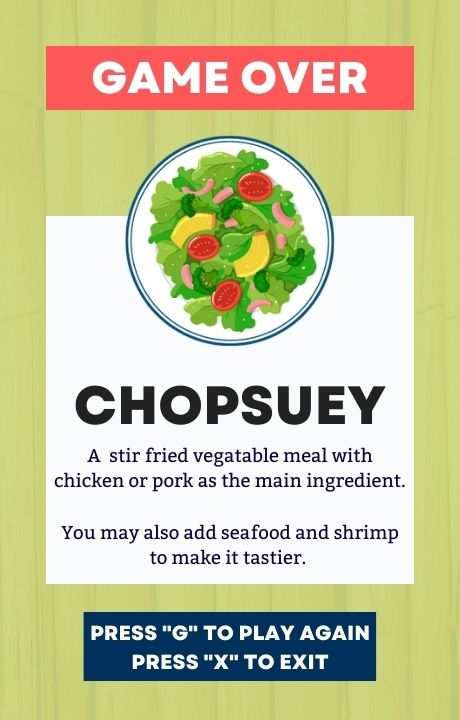 GAME OVER
CHOPSUEY
A stir fried vegatable meal with
chicken or pork as the main ingredient.
You may also add seafood and shrimp
to make it tastier.
PRESS "G" TO PLAY AGAIN
PRESS "X" TO EXIT